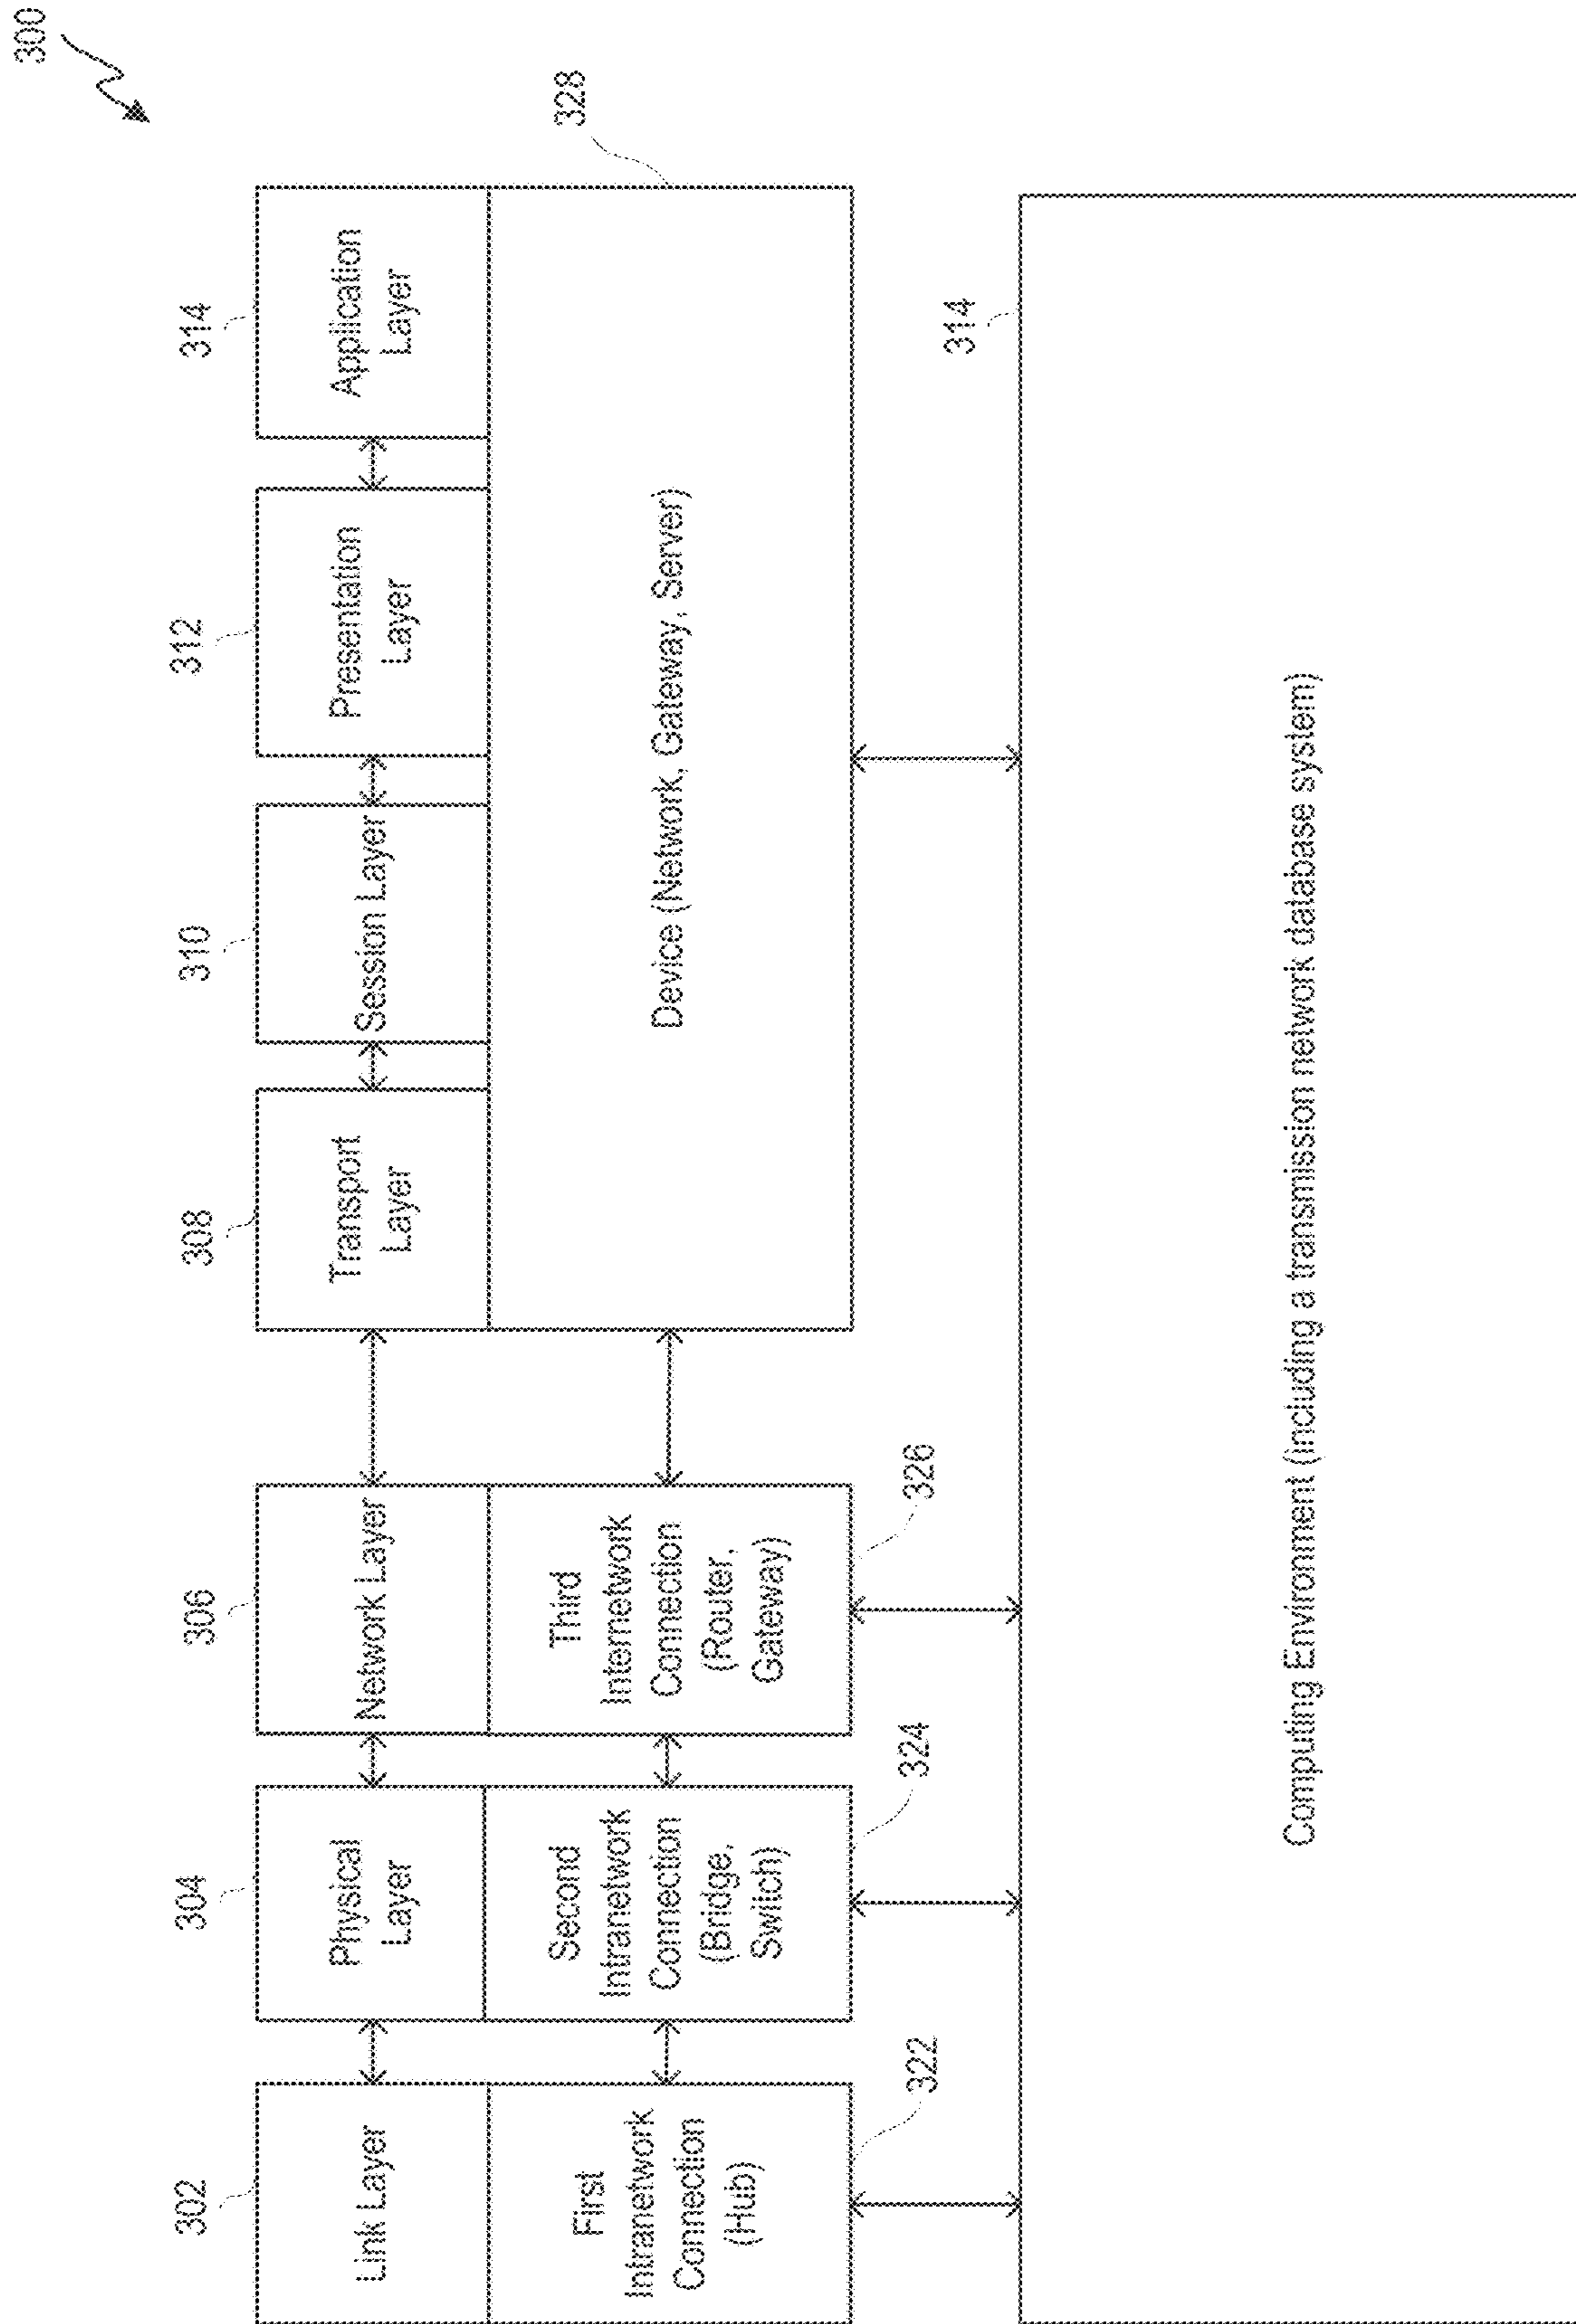 300
302
304
306
308
310
312
314
Link Layer
Physical
Layer
Network Layer
Transport
Layer
Session Layer
Presentation
Layer
Application
Layer
328
First
Intranetwork
Connection
(Hub)
Second
Intranetwork
Connection
(Bridge,
Switch)
Third
Internetwork
Connection
(Router,
Gateway)
Device (Network, Gateway, Server)
322
324
326
314
Computing Environment (including a transmission network database system)